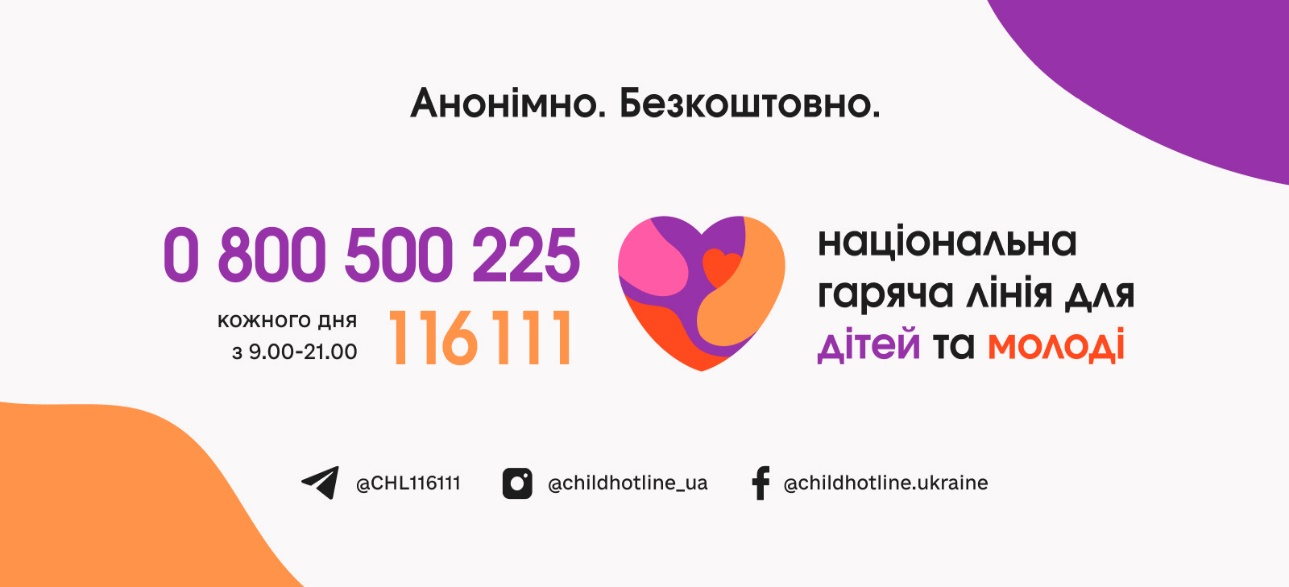 Анонімно. Безкоштовно.
0 800 500 225
кожного дня
з 9.00-21.00
116 111
національна
гаряча лінія для
дітей та молоді
@CHL116111
@childhotline_ua
@childhotline.ukraine